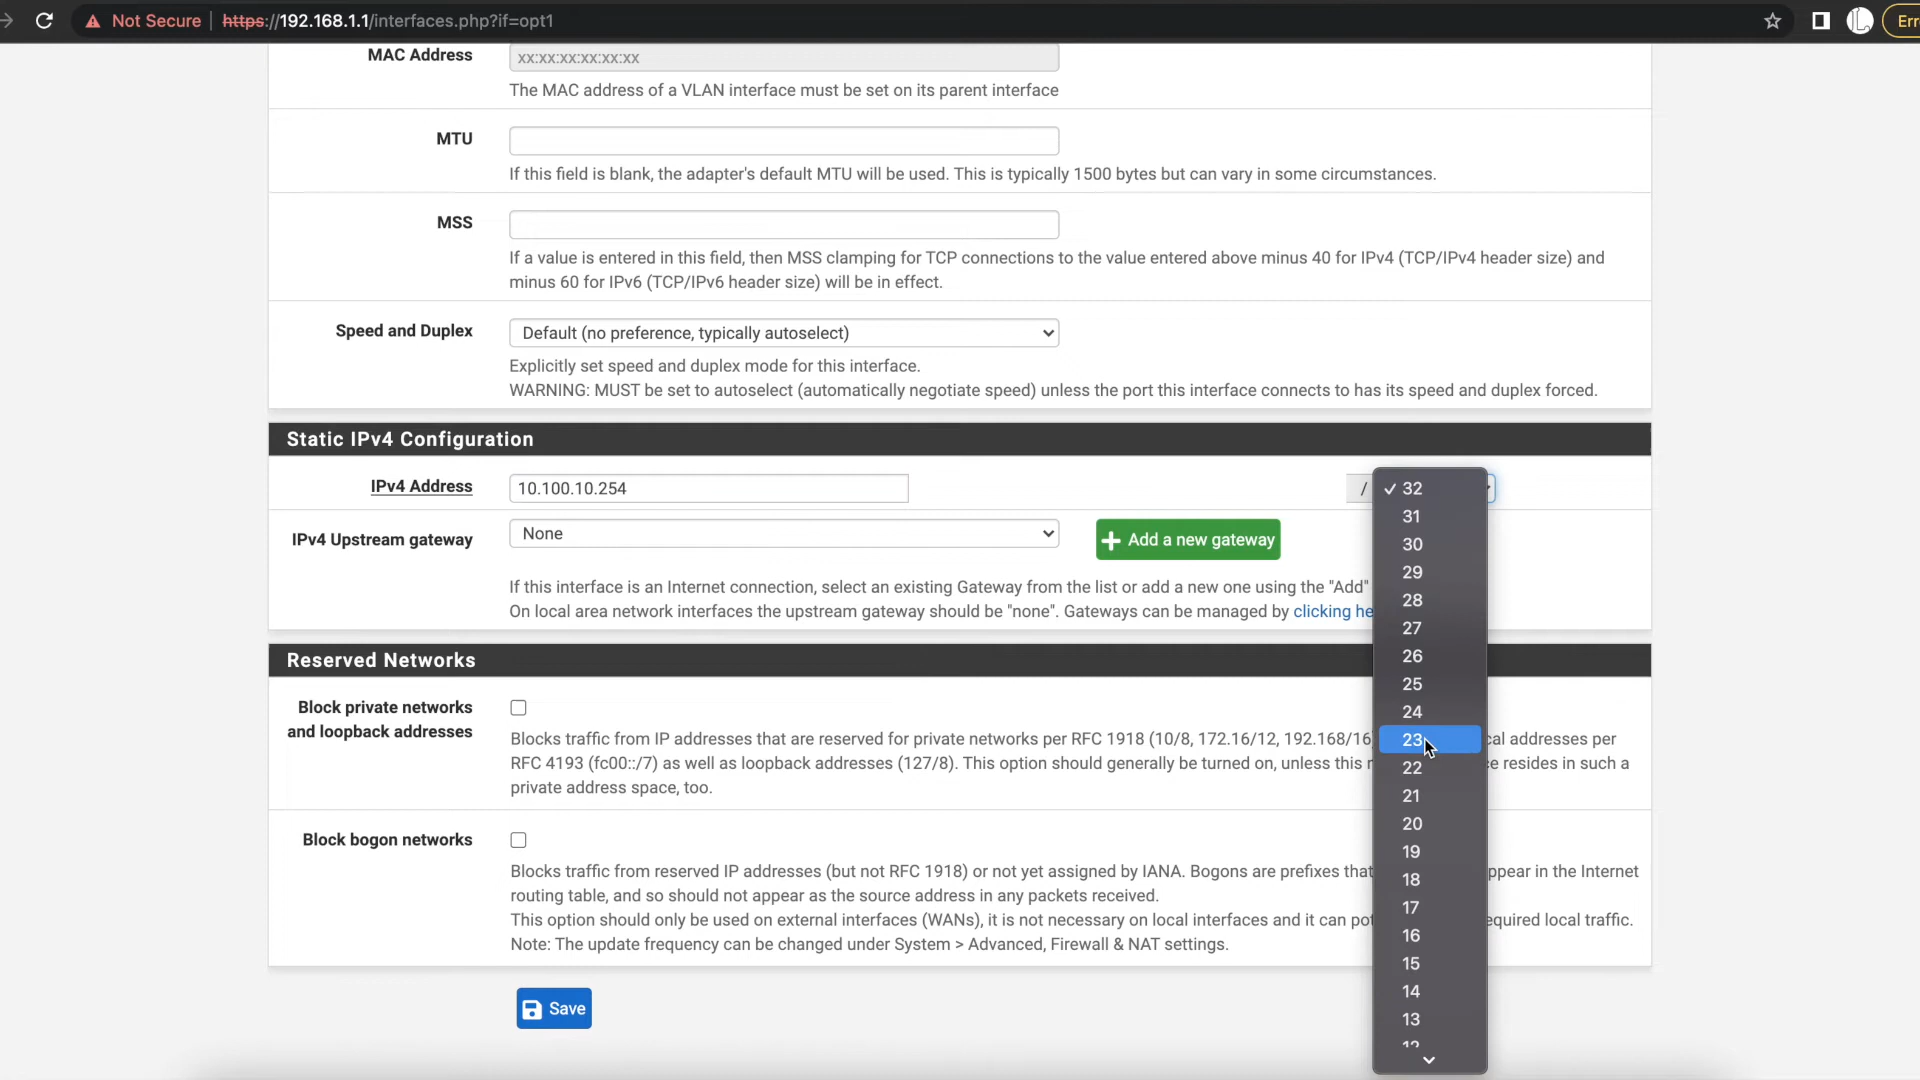 Not Secure | https://192.168.1.1/interfaces.php?if=opt1
Err
MAC Address
xx:xx:xx:xx:xx:xx
The MAC address of a VLAN interface must be set on its parent interface
MTU
If this field is blank, the adapter's default MTU will be used. This is typically 1500 bytes but can vary in some circumstances.
MSS
If a value is entered in this field, then MSS clamping for TCP connections to the value entered above minus 40 for IPv4 (TCP/IPv4 header size) and
minus 60 for IPv6 (TCP/IPv6 header size) will be in effect.
Speed and Duplex
Default (no preference, typically autoselect)
Explicitly set speed and duplex mode for this interface.
WARNING: MUST be set to autoselect (automatically negotiate speed) unless the port this interface connects to has its speed and duplex forced.
Static IPv4 Configuration
IPv4 Address
10.100.10.254
/
✓ 32
31
30
29
28
27
26
25
24
23
22
21
20
19
18
17
16
15
14
13
12
IPv4 Upstream gateway
None
+ Add a new gateway
If this interface is an Internet connection, select an existing Gateway from the list or add a new one using the "Add"
On local area network interfaces the upstream gateway should be "none". Gateways can be managed by clicking he
Reserved Networks
Block private networks
and loopback addresses
Blocks traffic from IP addresses that are reserved for private networks per RFC 1918 (10/8, 172.16/12, 192.168/16 cal addresses per
RFC 4193 (fc00::/7) as well as loopback addresses (127/8). This option should generally be turned on, unless this ce resides in such a
private address space, too.
Block bogon networks
Blocks traffic from reserved IP addresses (but not RFC 1918) or not yet assigned by IANA. Bogons are prefixes that ppear in the Internet
routing table, and so should not appear as the source address in any packets received.
This option should only be used on external interfaces (WANs), it is not necessary on local interfaces and it can pot equired local traffic.
Note: The update frequency can be changed under System > Advanced, Firewall & NAT settings.
Save